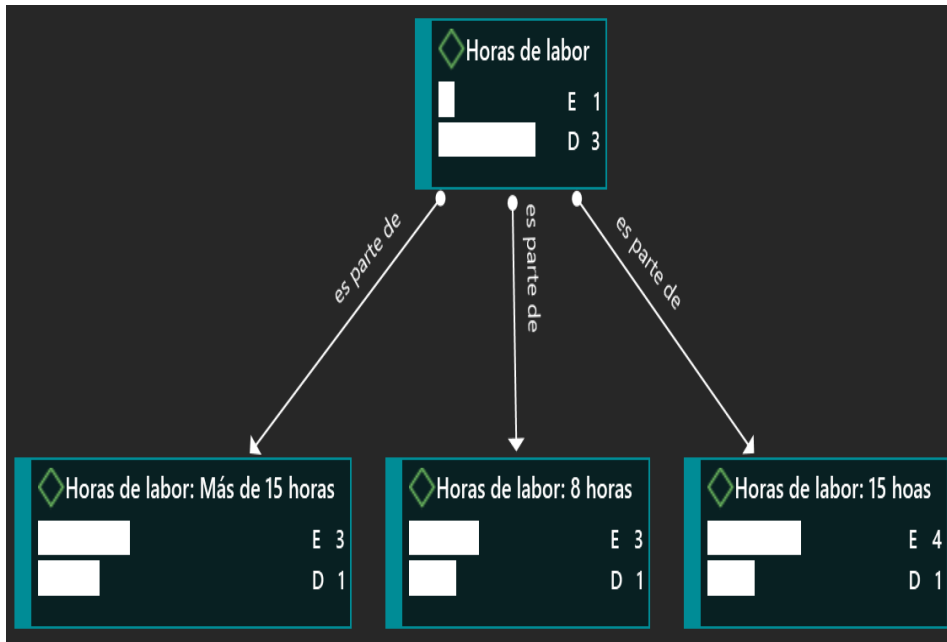 Horas de labor
E 1
D 3
es parte de
es parte de
es parte de
Horas de labor: Más de 15 horas
E 3
D 1
Horas de labor: 8 horas
E 3
D 1
Horas de labor: 15 hoas
E 4
D 1